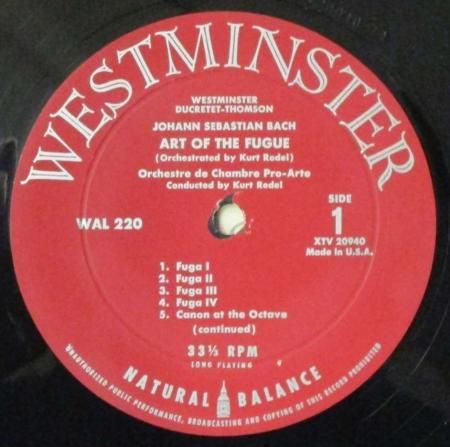 WESTMINSTER
WESTMINSTER
DUCRETET-THOMSON
JOHANN SEBASTIAN BACH
ART OF THE FUGUE
(Orchestrated by Kurt Redel)
Orchestre de Chambre Pro-Arte
Conducted by Kurt Redel
WAL 220
SIDE
1
XTV 20940
Made in U.S.A.
1. Fuga I
2. Fuga II
3. Fuga III
4. Fuga IV
5. Canon at the Octave
(continued)
33⅓ RPM
LONG PLAYING
NATURAL BALANCE
UNAUTHORIZED PUBLIC PERFORMANCE, BROADCASTING AND COPYING OF THIS RECORD PROHIBITED